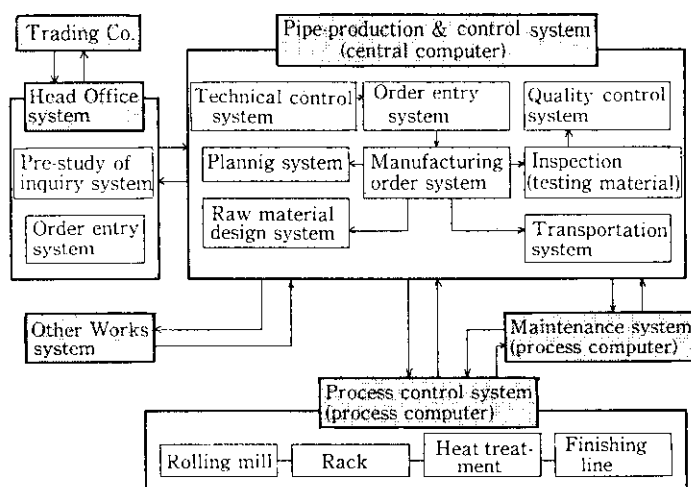 Trading Co.
Pipe-production & control system
(central computer)
Head Office
system
Pre-study of
inquiry system
Order entry
system
Technical control
system
Order entry
system
Quality control
system
Plannig system
Manufacturing
order system
Inspection
(testing material)
Raw material
design system
Transportation
system
Other Works
system
Maintenance system
(process computer)
Process control system
(process computer)
Rolling mill
Rack
Heat treat-
ment
Finishing
line